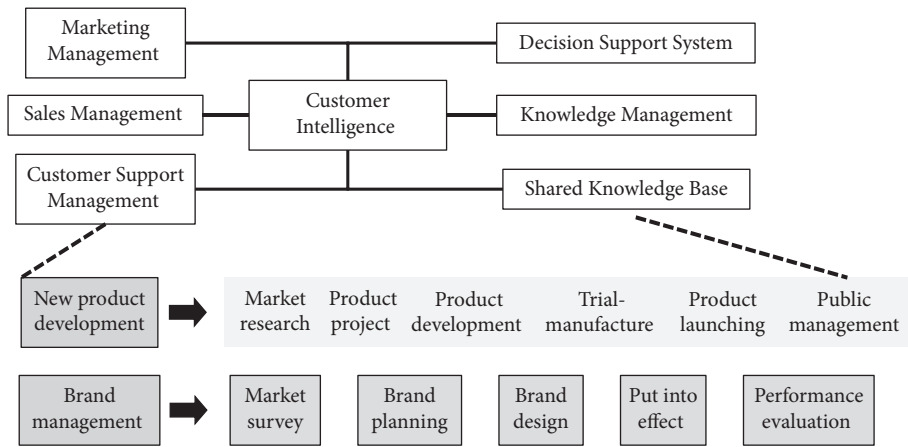 Marketing
Management
Decision Support System
Sales Management
Customer
Intelligence
Knowledge Management
Customer Support
Management
Shared Knowledge Base
New product
development
Market
research
Product
project
Product
development
Trial-
manufacture
Product
launching
Public
management
Brand
management
Market
survey
Brand
planning
Brand
design
Put into
effect
Performance
evaluation